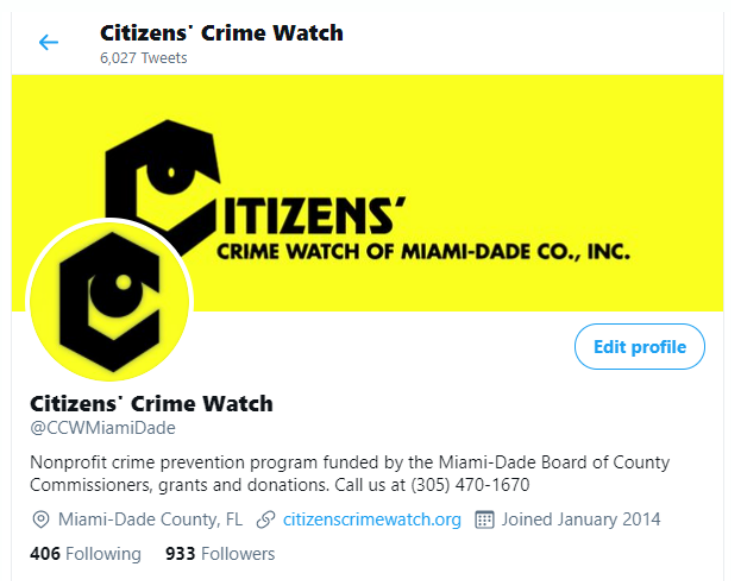 Citizens' Crime Watch
6,027 Tweets
ITIZENS'
CRIME WATCH OF MIAMI-DADE CO., INC.
Edit profile
Citizens' Crime Watch
@CCWMiamiDade
Nonprofit crime prevention program funded by the Miami-Dade Board of County
Commissioners, grants and donations. Call us at (305) 470-1670
Miami-Dade County, FL citizenscrimewatch.org Joined January 2014
406 Following 933 Followers